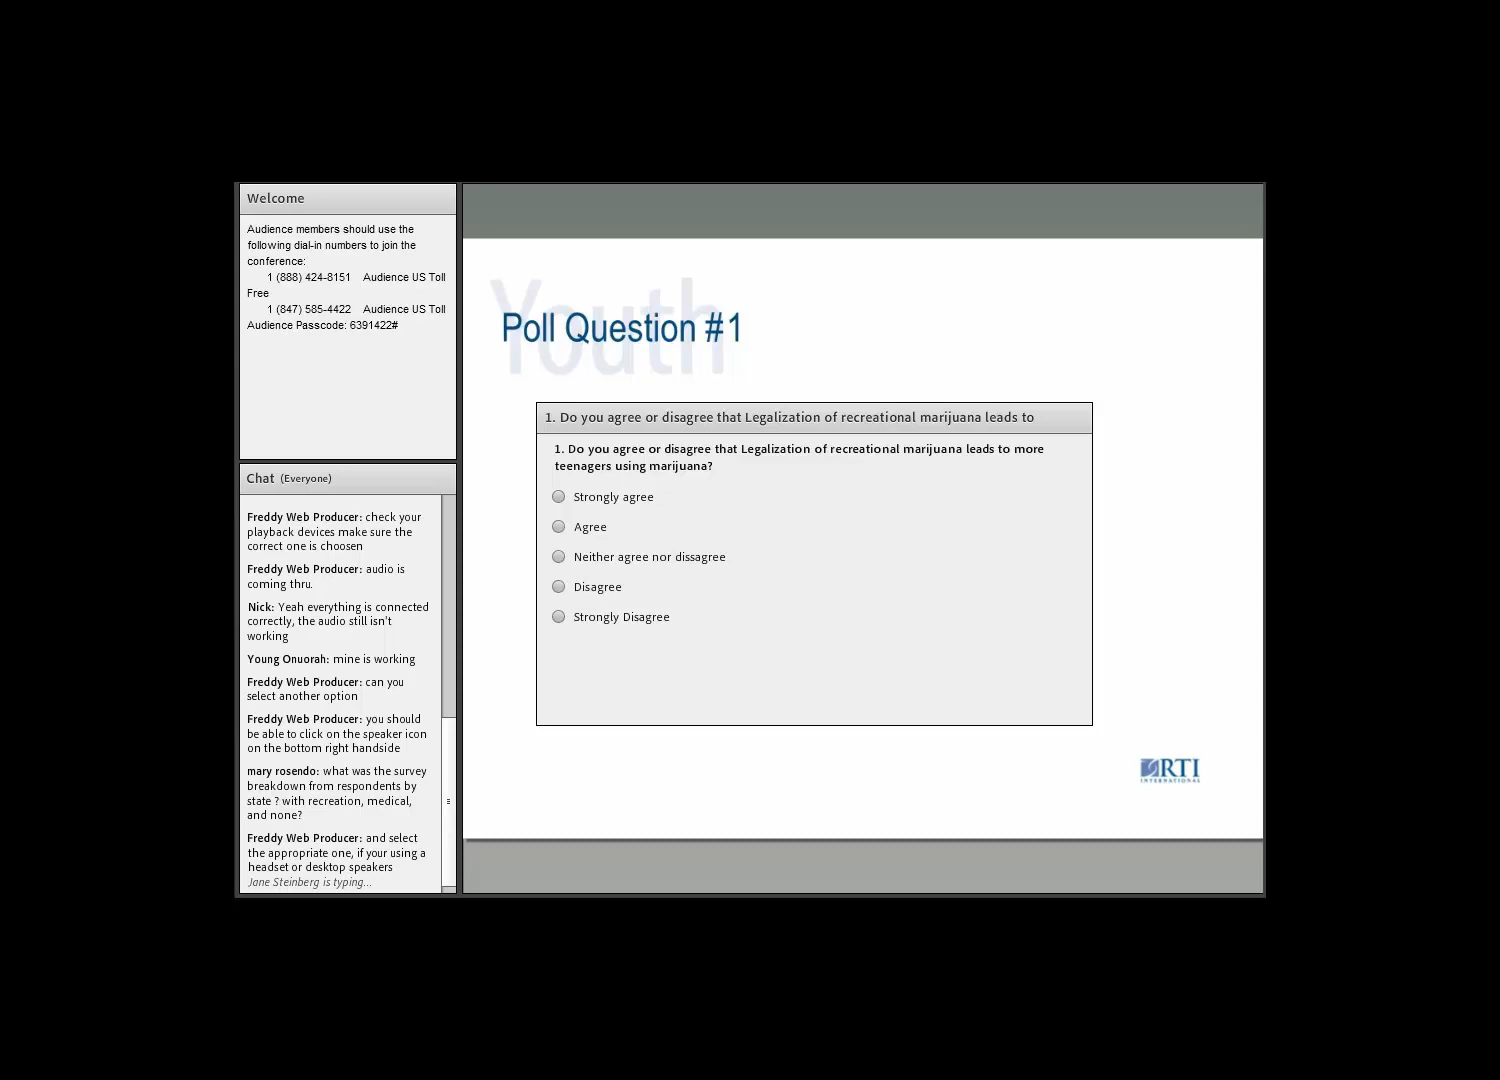 Welcome
Audience members should use the
following dial-in numbers to join the
conference:
1 (888) 424-8151    Audience US Toll
Free
1 (847) 585-4422    Audience US Toll
Audience Passcode: 6391422#
Chat (Everyone)
Freddy Web Producer: check your
playback devices make sure the
correct one is choosen
Freddy Web Producer: audio is
coming thru.
Nick: Yeah everything is connected
correctly, the audio still isn't
working
Young Onuorah: mine is working
Freddy Web Producer: can you
select another option
Freddy Web Producer: you should
be able to click on the speaker icon
on the bottom right handside
mary rosendo: what was the survey
breakdown from respondents by
state ? with recreation, medical,
and none?
Freddy Web Producer: and select
the appropriate one, if your using a
headset or desktop speakers
Jane Steinberg is typing...
Youth
Poll Question #1
1. Do you agree or disagree that Legalization of recreational marijuana leads to
1. Do you agree or disagree that Legalization of recreational marijuana leads to more
teenagers using marijuana?
Strongly agree
Agree
Neither agree nor dissagree
Disagree
Strongly Disagree
RTI
INTERNATIONAL